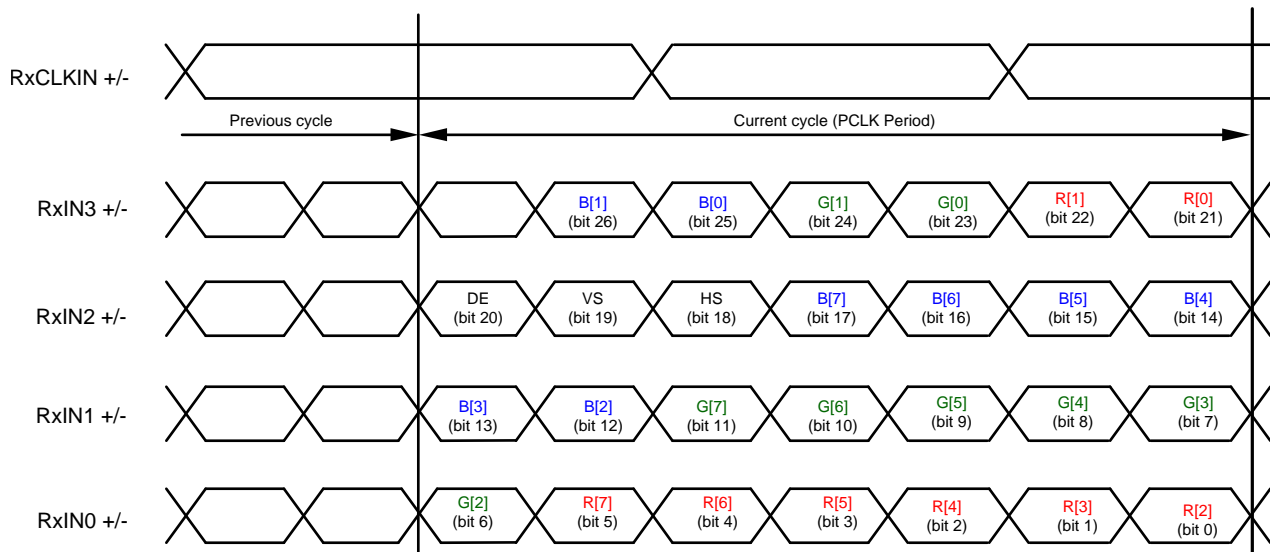 RxCLKIN +/-
Previous cycle
Current cycle (PCLK Period)
RxIN3 +/-
B[1]
(bit 26)
B[0]
(bit 25)
G[1]
(bit 24)
G[0]
(bit 23)
R[1]
(bit 22)
R[0]
(bit 21)
RxIN2 +/-
DE
(bit 20)
VS
(bit 19)
HS
(bit 18)
B[7]
(bit 17)
B[6]
(bit 16)
B[5]
(bit 15)
B[4]
(bit 14)
RxIN1 +/-
B[3]
(bit 13)
B[2]
(bit 12)
G[7]
(bit 11)
G[6]
(bit 10)
G[5]
(bit 9)
G[4]
(bit 8)
G[3]
(bit 7)
RxIN0 +/-
G[2]
(bit 6)
R[7]
(bit 5)
R[6]
(bit 4)
R[5]
(bit 3)
R[4]
(bit 2)
R[3]
(bit 1)
R[2]
(bit 0)